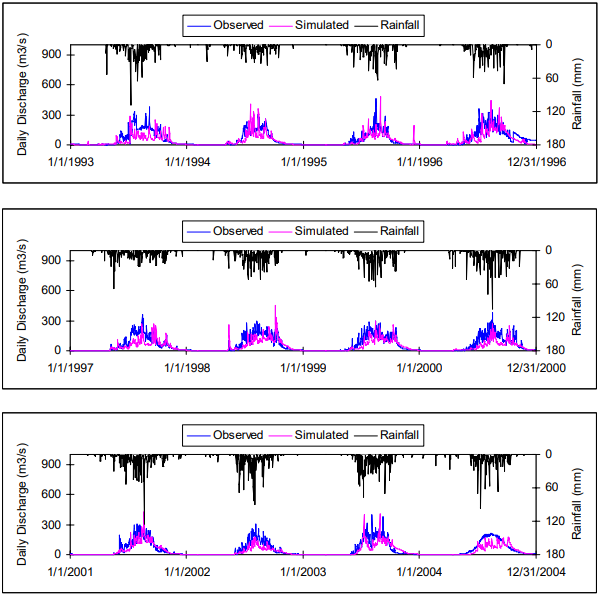 Observed Simulated Rainfall
Daily Discharge (m3/s)
900
600
300
0
0
60
120
180
Rainfall (mm)
1/1/1993 1/1/1994 1/1/1995 1/1/1996 12/31/1996
Observed Simulated Rainfall
Daily Discharge (m3/s)
900
600
300
0
0
60
120
180
Rainfall (mm)
1/1/1997 1/1/1998 1/1/1999 1/1/2000 12/31/2000
Observed Simulated Rainfall
Daily Discharge (m3/s)
900
600
300
0
0
60
120
180
Rainfall (mm)
1/1/2001 1/1/2002 1/1/2003 1/1/2004 12/31/2004